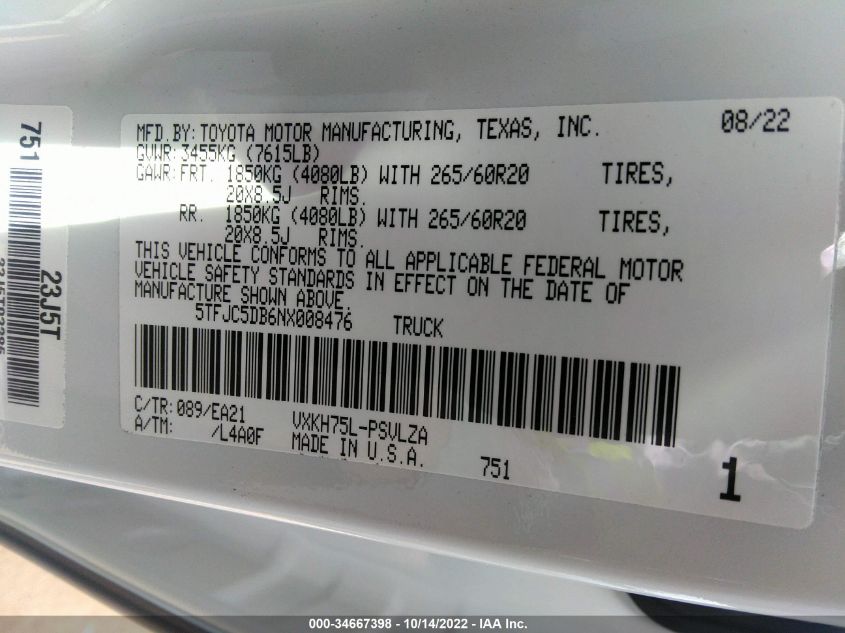 MFD.BY: TOYOTA MOTOR MANUFACTURING, TEXAS, INC. 08/22
GVWR: 3455KG (7615LB)
GAWR: FRT. 1850KG (4080LB) WITH 265/60R20 TIRES,
20X8.5J RIMS.
RR. 1850KG (4080LB) WITH 265/60R20 TIRES,
20X8.5J RIMS.
THIS VEHICLE CONFORMS TO ALL APPLICABLE FEDERAL MOTOR
VEHICLE SAFETY STANDARDS IN EFFECT ON THE DATE OF
MANUFACTURE SHOWN ABOVE.
5TFJC5DB6NX008476 TRUCK
C/TR: 089/EA21 VXKH75L-PSVLZA
A/TM: /L4A0F MADE IN U.S.A. 751 1
751
23J5T
000-34667398 - 10/14/2022 - IAA Inc.